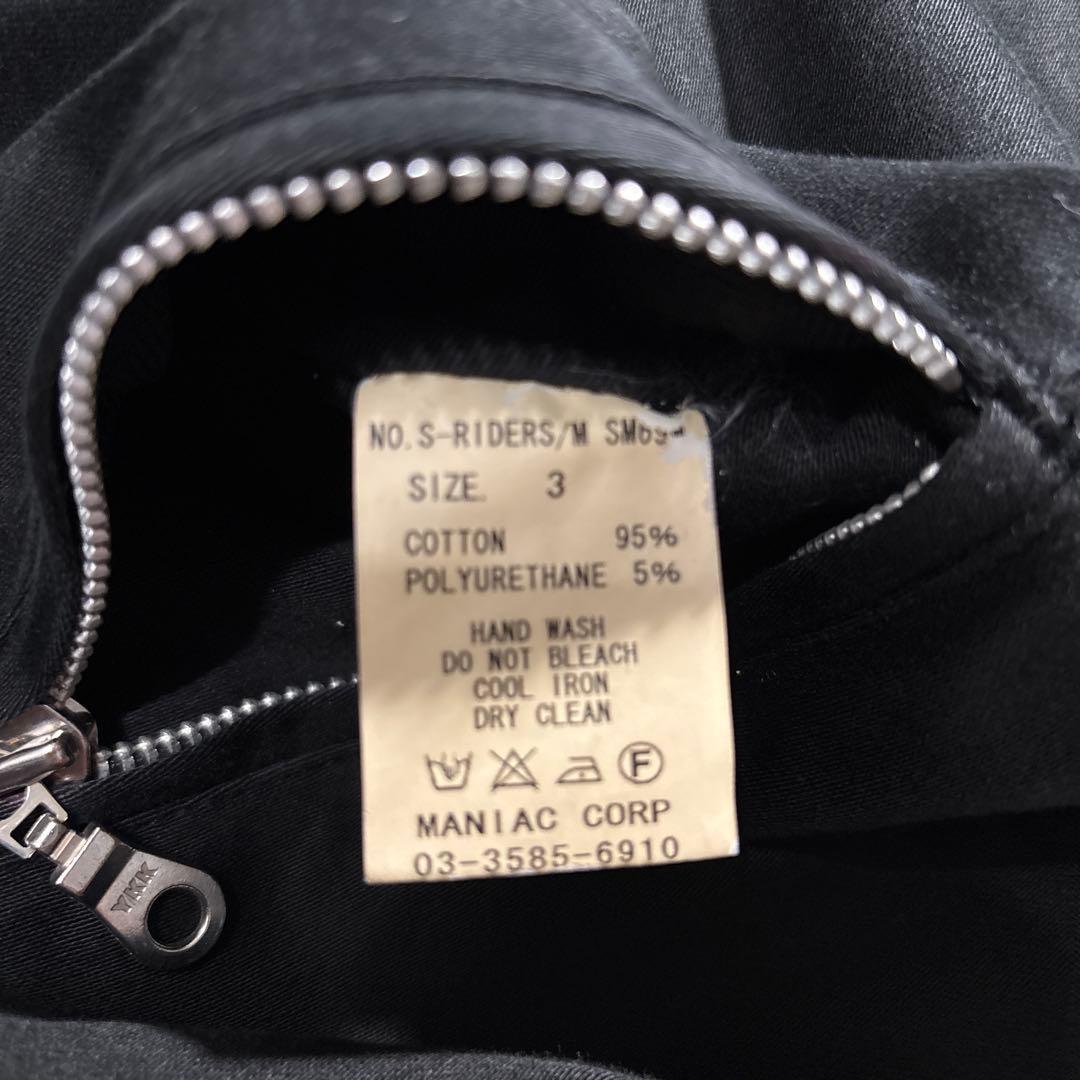 NO. S-RIDERS/M
SIZE. 3
COTTON 95%
POLYURETHANE 5%
HAND WASH
DO NOT BLEACH
COOL IRON
DRY CLEAN
F
MANIAC CORP
03-3585-6910
YKK